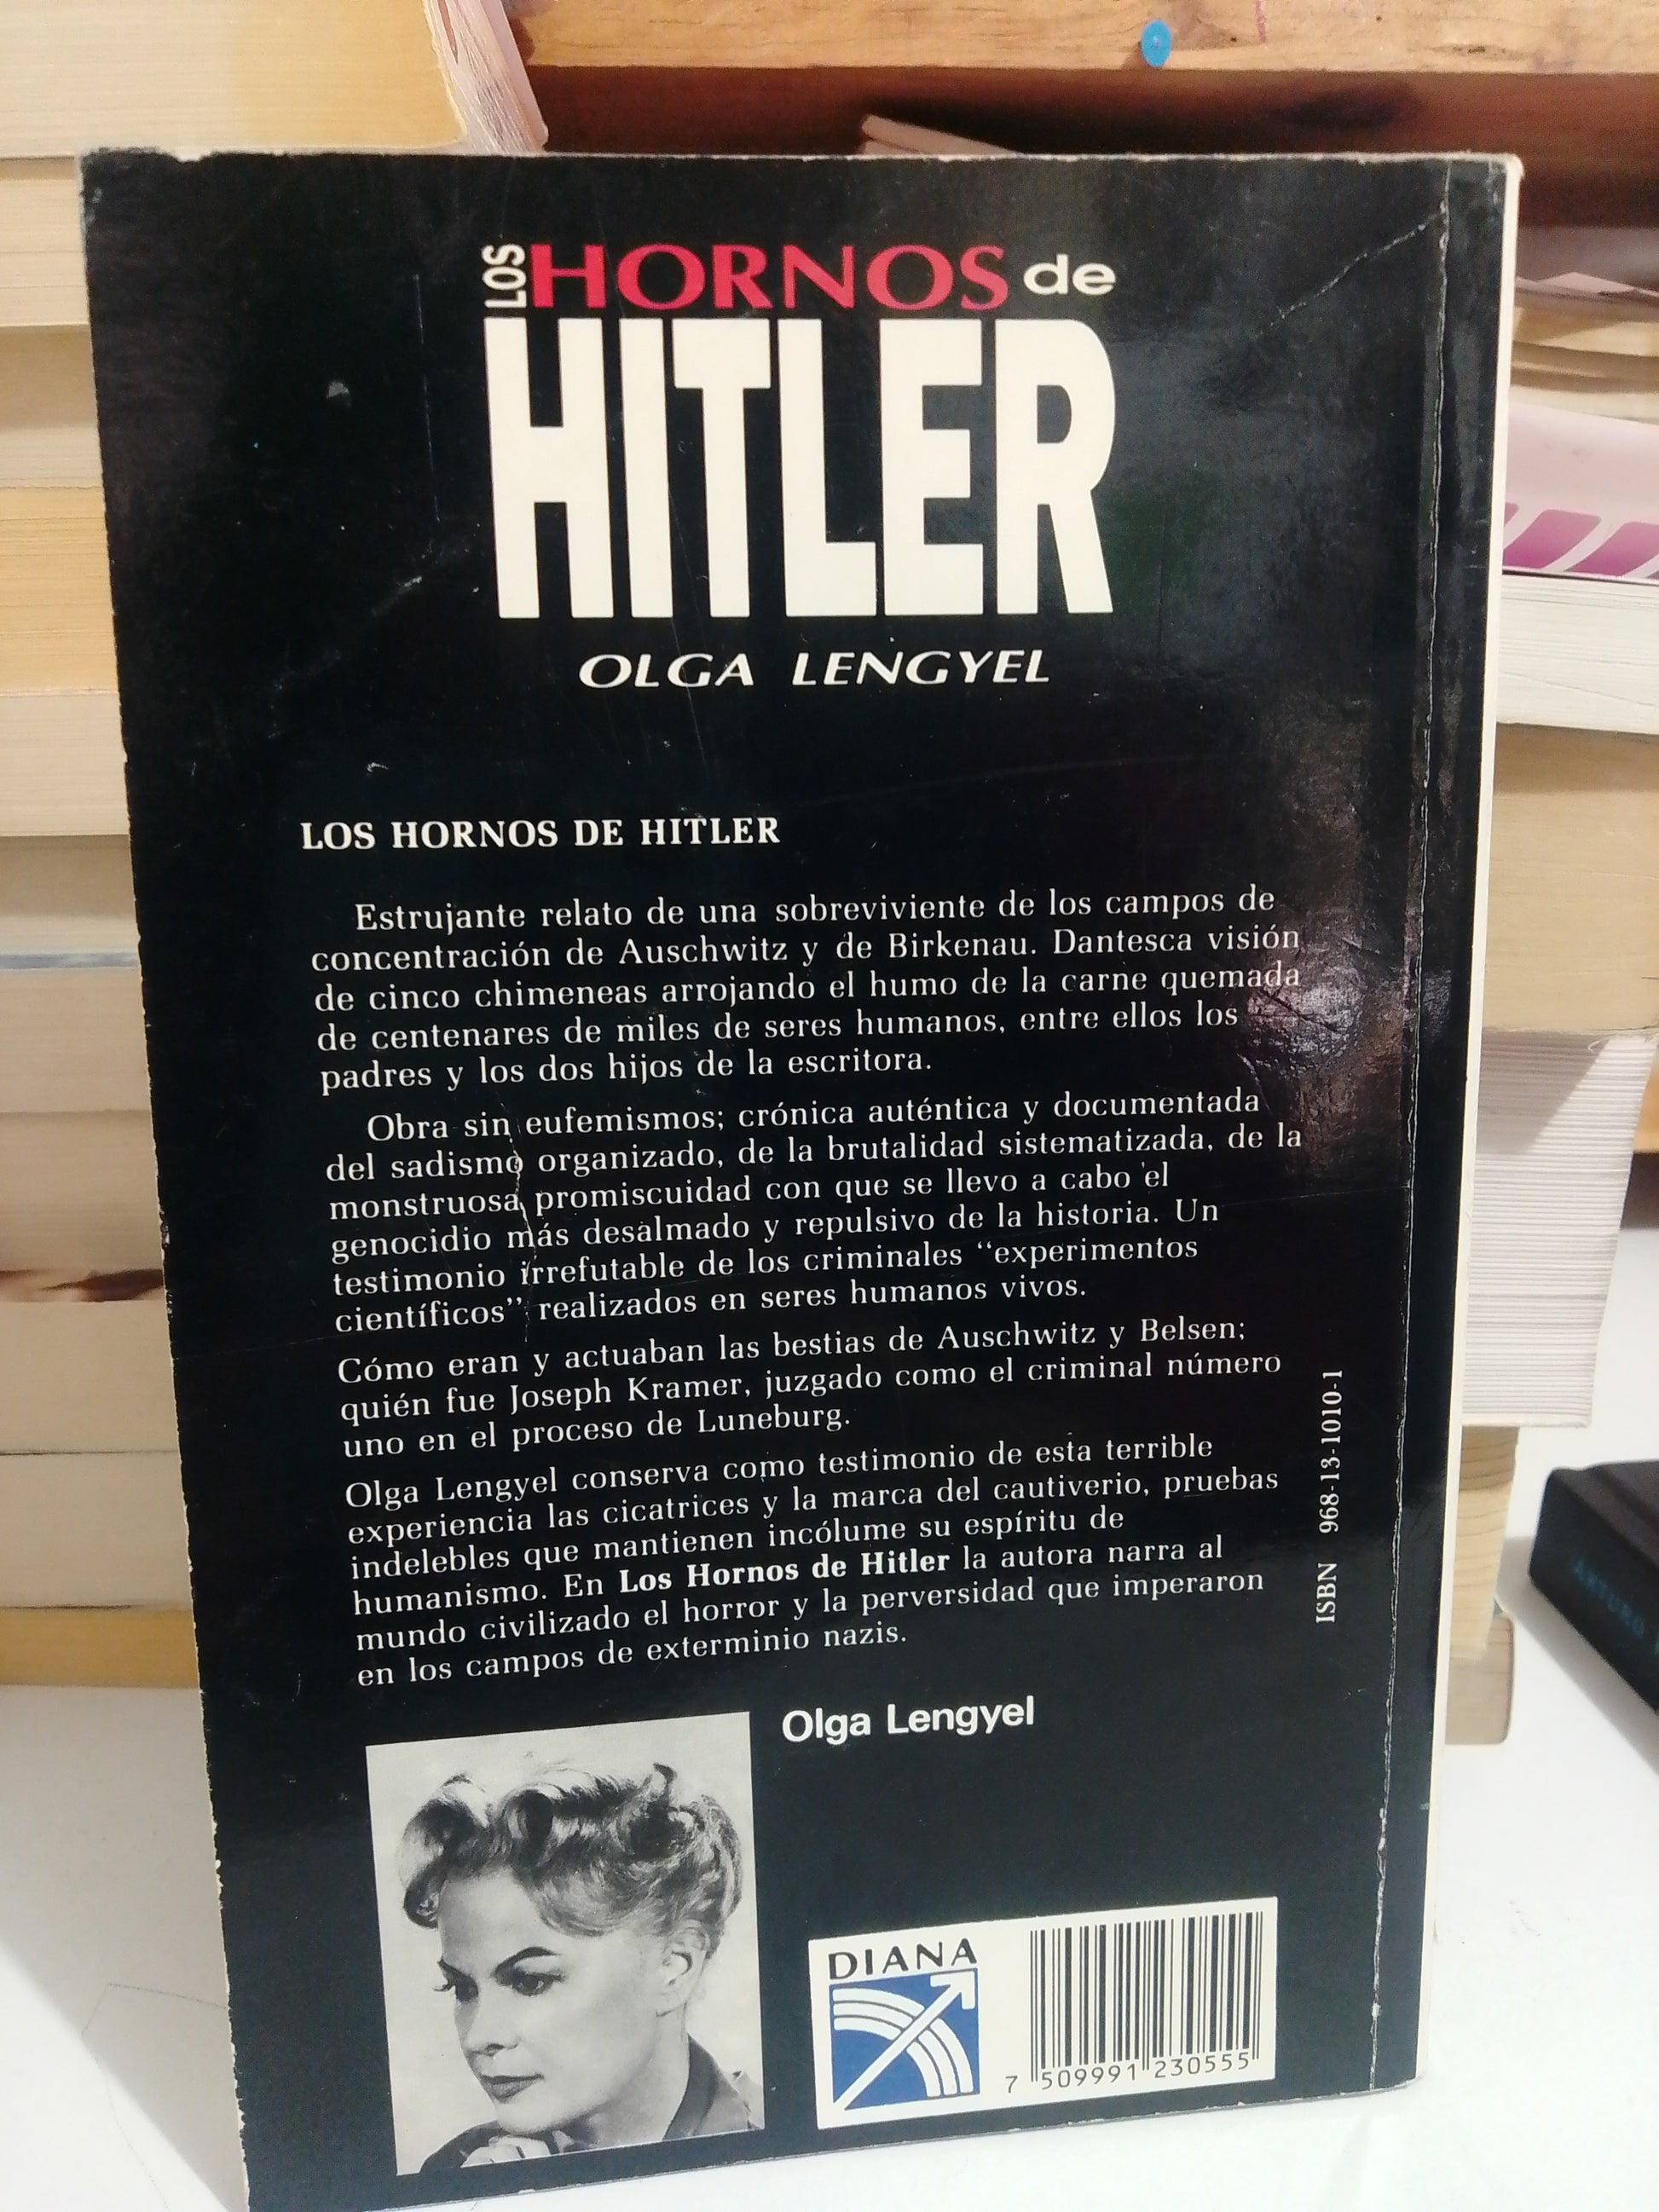 LOS HORNOS de
HITLER
OLGA LENGYEL
LOS HORNOS DE HITLER
Estrujante relato de una sobreviviente de los campos de
concentración de Auschwitz y de Birkenau. Dantesca visión
de cinco chimeneas arrojando el humo de la carne quemada
de centenares de miles de seres humanos, entre ellos los
padres y los dos hijos de la escritora.
Obra sin eufemismos; crónica auténtica y documentada
del sadismo organizado, de la brutalidad sistematizada, de la
monstruosa promiscuidad con que se llevo a cabo el
genocidio más desalmado y repulsivo de la historia. Un
testimonio irrefutable de los criminales "experimentos
científicos" realizados en seres humanos vivos.
Cómo eran y actuaban las bestias de Auschwitz y Belsen;
quién fue Joseph Kramer, juzgado como el criminal número
uno en el proceso de Luneburg.
Olga Lengyel conserva como testimonio de esta terrible
experiencia las cicatrices y la marca del cautiverio, pruebas
indelebles que mantienen incólume su espíritu de
humanismo. En Los Hornos de Hitler la autora narra al
mundo civilizado el horror y la perversidad que imperaron
en los campos de exterminio nazis.
ISBN 968-13-1010-1
Olga Lengyel
DIANA
7 509991 230555
ARTURO